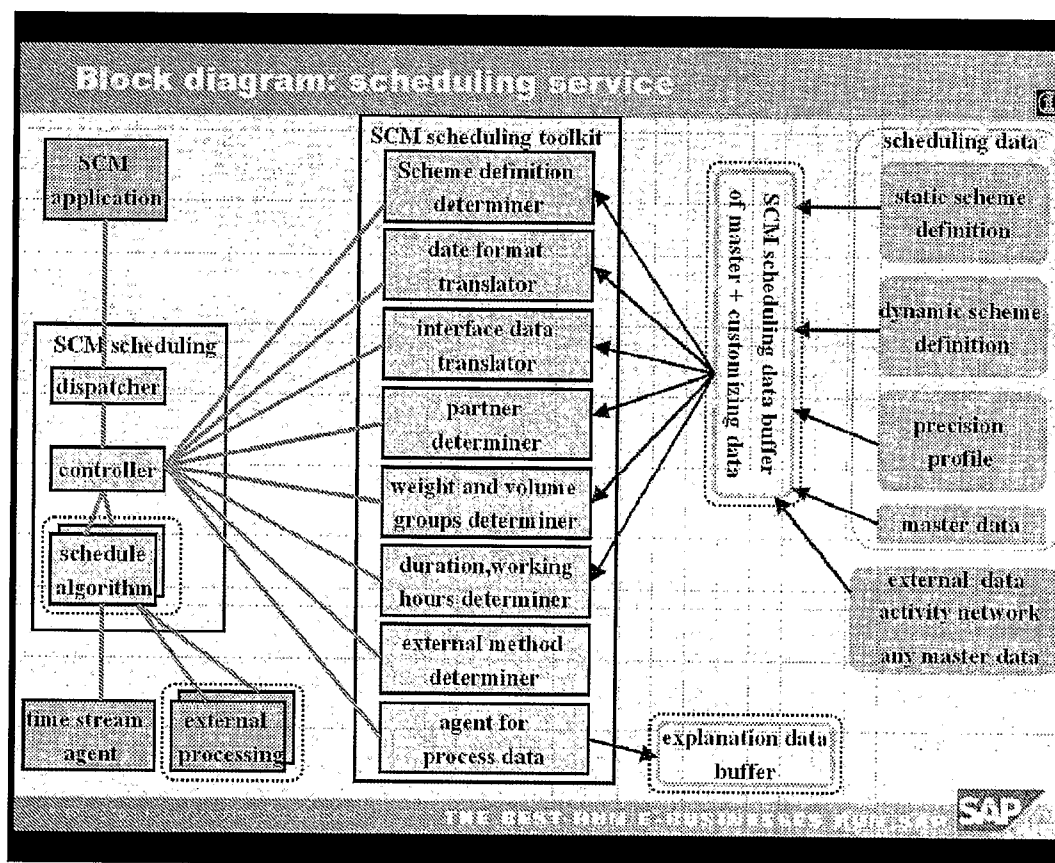 Block diagram: scheduling service
SCM
application
SCM scheduling
dispatcher
controller
schedule
algorithm
time stream
agent
external
processing
SCM scheduling toolkit
Scheme definition
determiner
date format
translator
interface data
translator
partner
determiner
weight and volume
groups determiner
duration,working
hours determiner
external method
determiner
agent for
process data
SCM scheduling data buffer
of master + customizing data
scheduling data
static scheme
definition
dynamic scheme
definition
precision
profile
master data
external data
activity network
any master data
explanation data
buffer
THE BEST RUN E-BUSINESSES RUN SAP
SAP